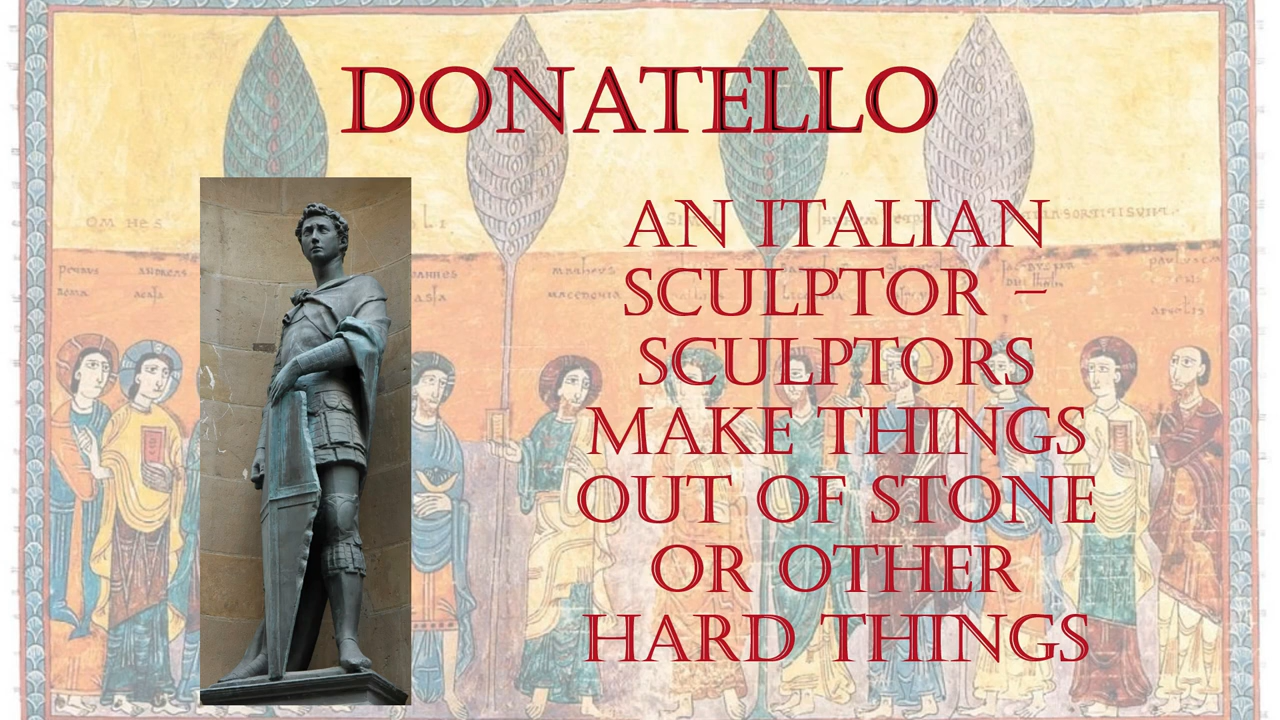 DONATELLO
AN ITALIAN
SCULPTOR –
SCULPTORS
MAKE THINGS
OUT OF STONE
OR OTHER
HARD THINGS